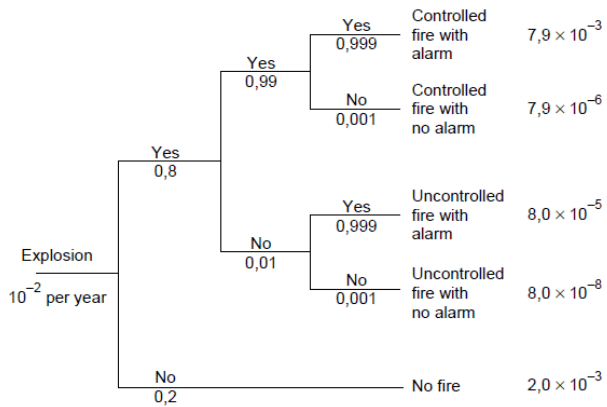 Yes
0,999
Controlled
fire with
alarm
7,9 × 10⁻³
Yes
0,99
No
0,001
Controlled
fire with
no alarm
7,9 × 10⁻⁶
Yes
0,8
Yes
0,999
Uncontrolled
fire with
alarm
8,0 × 10⁻⁵
No
0,01
No
0,001
Uncontrolled
fire with
no alarm
8,0 × 10⁻⁸
Explosion
10⁻² per year
No
0,2
No fire
2,0 × 10⁻³